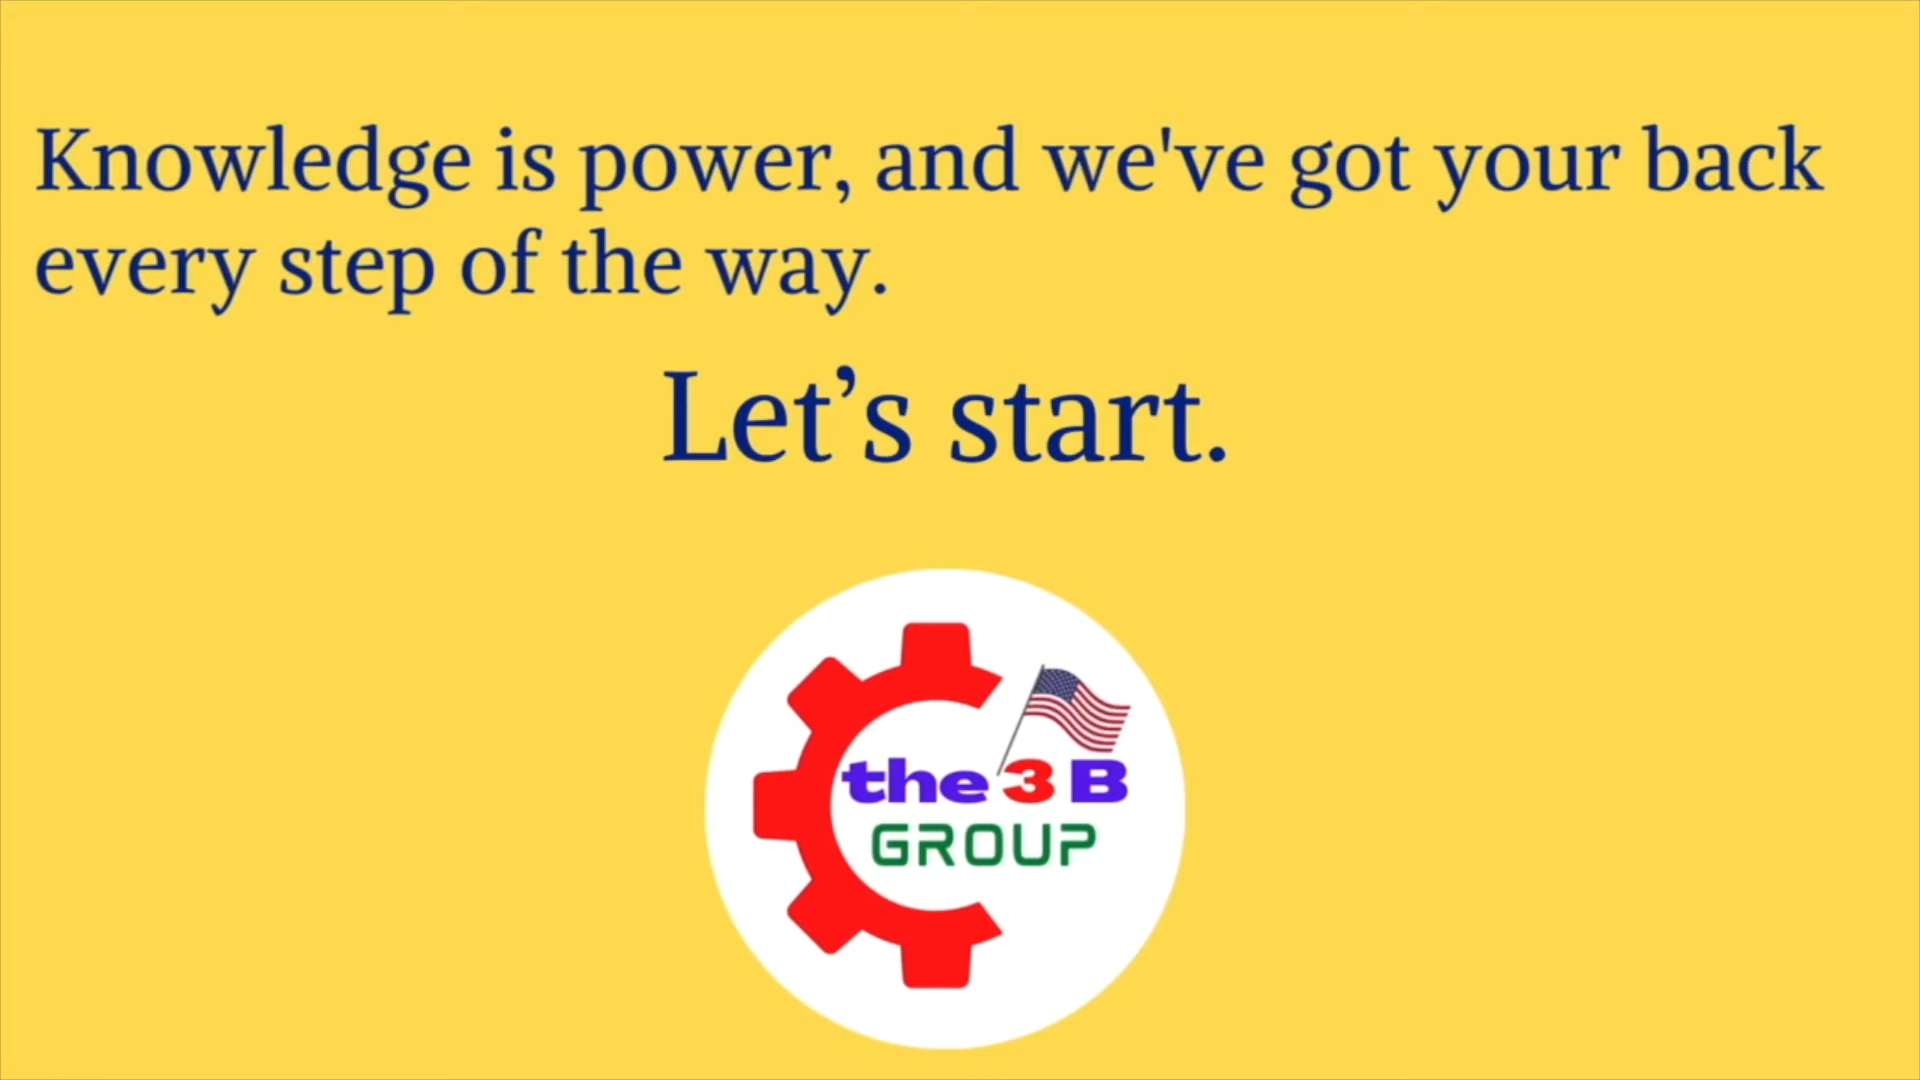 Knowledge is power, and we've got your back
every step of the way.
Let’s start.
the 3 B
GROUP